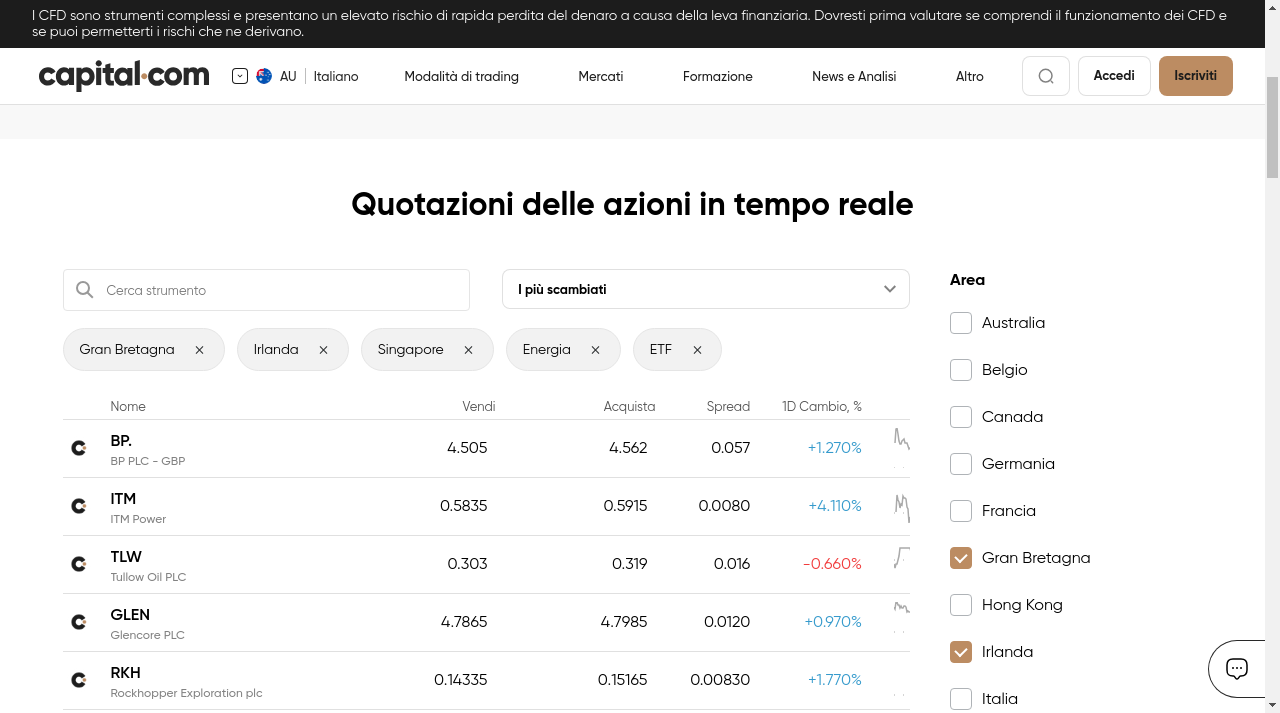 I CFD sono strumenti complessi e presentano un elevato rischio di rapida perdita del denaro a causa della leva finanziaria. Dovresti prima valutare se comprendi il funzionamento dei CFD e
se puoi permetterti i rischi che ne derivano.
capital.com AU Italiano Modalità di trading Mercati Formazione News e Analisi Altro Accedi Iscriviti
Quotazioni delle azioni in tempo reale
Cerca strumento I più scambiati
Gran Bretagna Irlanda Singapore Energia ETF
Nome Vendi Acquista Spread 1D Cambio, %
BP. 4.505 4.562 0.057 +1.270%
BP PLC - GBP
ITM 0.5835 0.5915 0.0080 +4.110%
ITM Power
TLW 0.303 0.319 0.016 -0.660%
Tullow Oil PLC
GLEN 4.7865 4.7985 0.0120 +0.970%
Glencore PLC
RKH 0.14335 0.15165 0.00830 +1.770%
Rockhopper Exploration plc
Area
Australia
Belgio
Canada
Germania
Francia
Gran Bretagna
Hong Kong
Irlanda
Italia